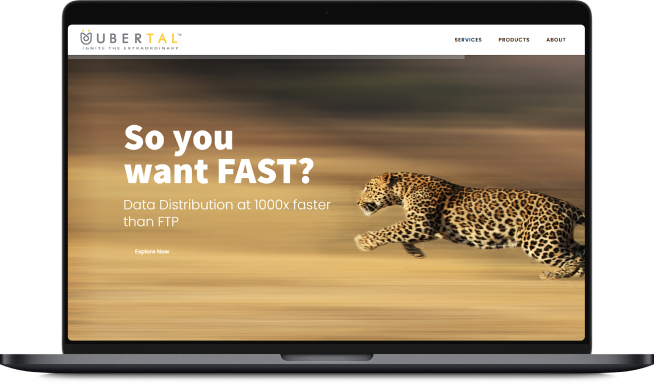 UBERTAL™
IGNITE THE EXTRAORDINARY
SERVICES PRODUCTS ABOUT
So you
want FAST?
Data Distribution at 1000x faster
than FTP
Explore Now